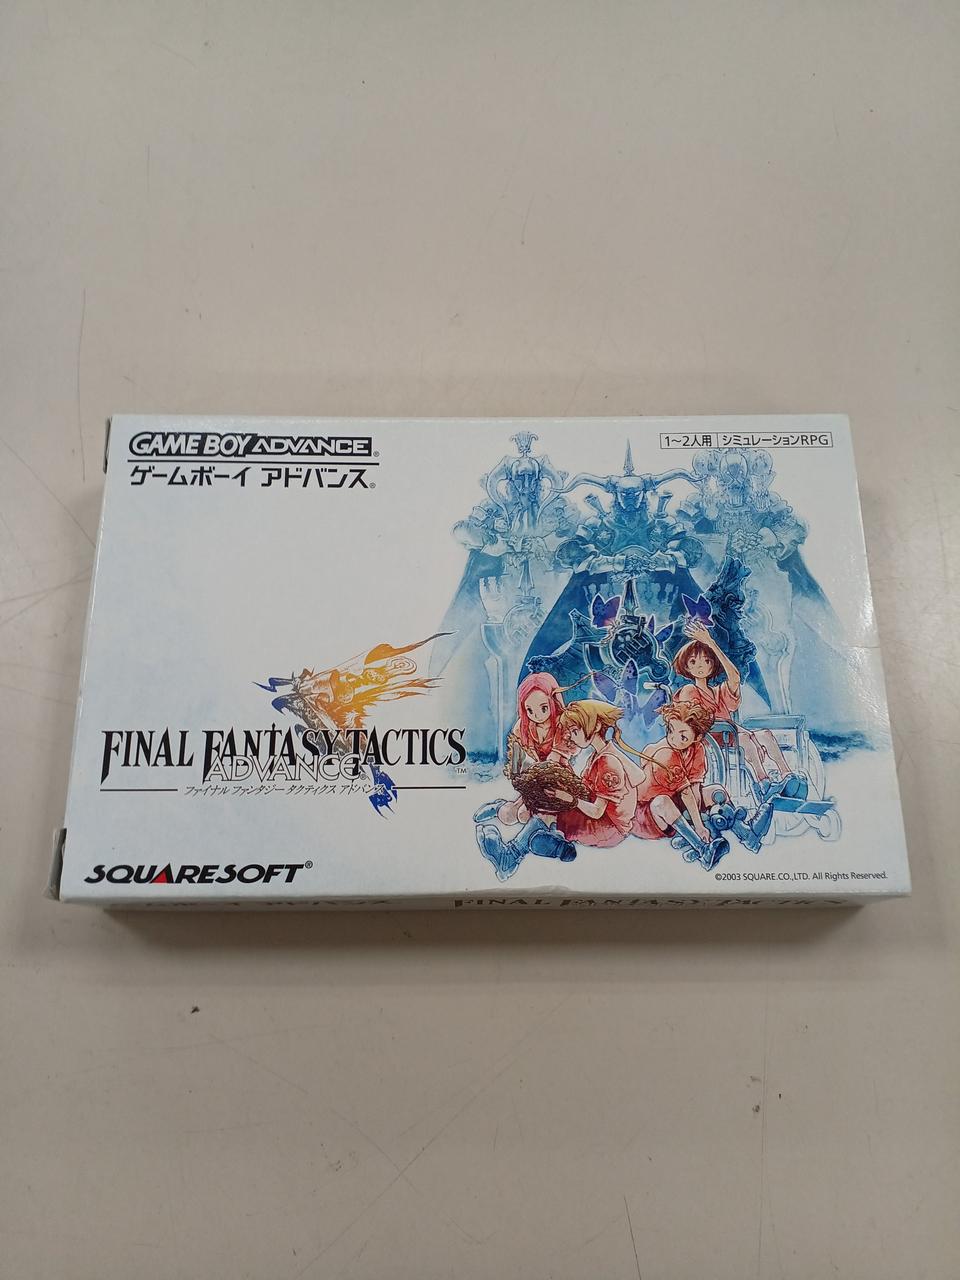 GAME BOY ADVANCE®
ゲームボーイ アドバンス®
1〜2人用 シミュレーションRPG
FINAL FANTASY TACTICS™
ADVANCE
ファイナル ファンタジー タクティクス アドバンス
SQUARESOFT®
©2003 SQUARE.CO.,LTD. All Rights Reserved.
FINAL FANTASY TACTICS